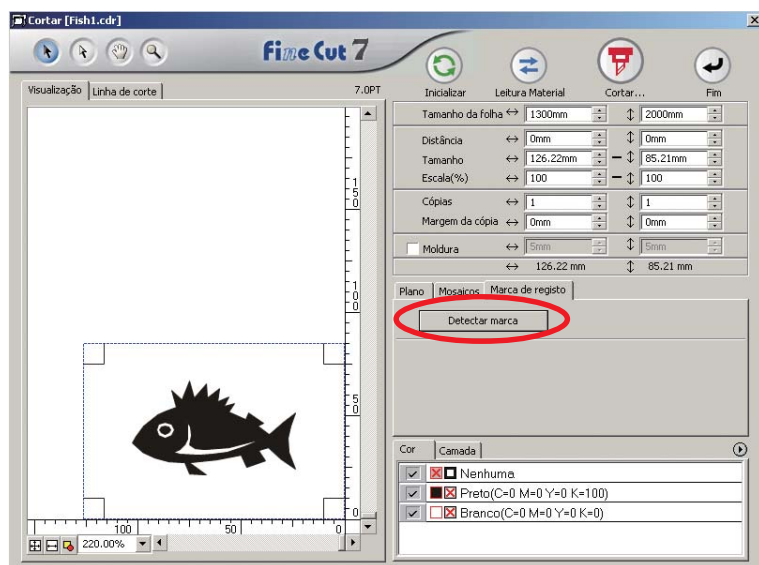 Cortar [Fish1.cdr]
Fine Cut 7
Inicializar
Leitura Material
Cortar...
Fim
Visualização
Linha de corte
7.0PT
Tamanho da folha 1300mm 2000mm
Distância 0mm 0mm
Tamanho 126.22mm 85.21mm
Escala(%) 100 100
Cópias 1 1
Margem da cópia 0mm 0mm
Moldura 5mm 5mm
126.22 mm 85.21 mm
Plano
Mosaicos
Marca de registo
Detectar marca
150
100
50
0
100
50
0
220.00%
Cor
Camada
Nenhuma
Preto(C=0 M=0 Y=0 K=100)
Branco(C=0 M=0 Y=0 K=0)